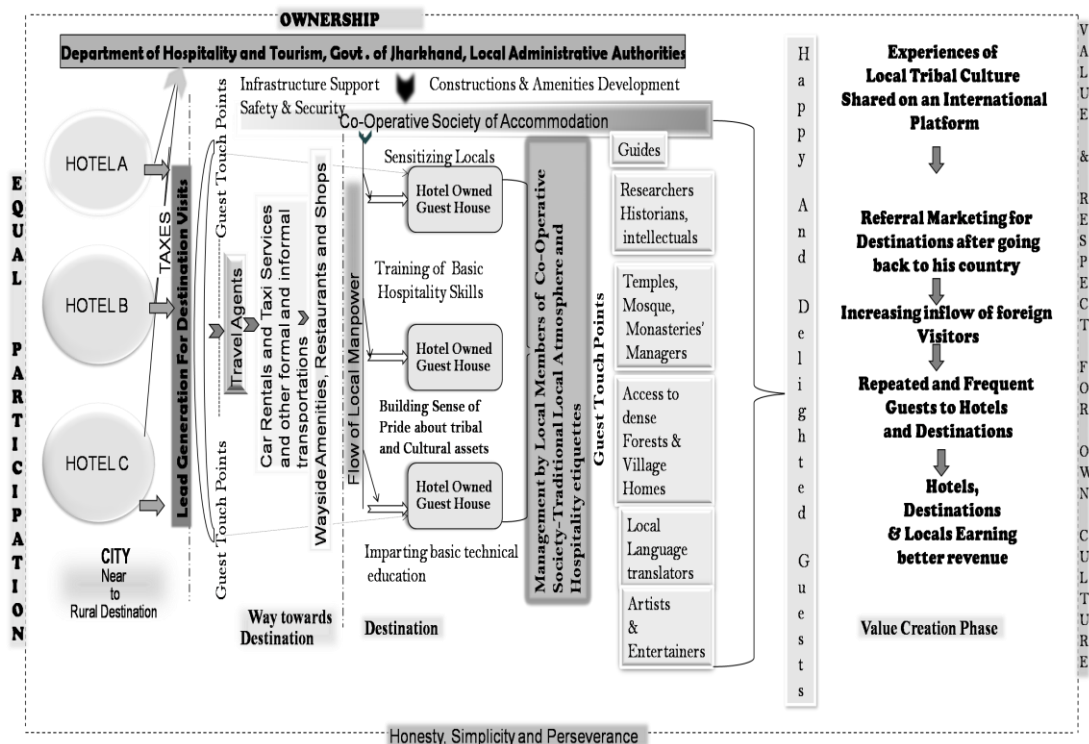 OWNERSHIP
Department of Hospitality and Tourism, Govt . of Jharkhand, Local Administrative Authorities
Infrastructure Support
Safety & Security
Constructions & Amenities Development
Co-Operative Society of Accommodation
EQUAL PARTICIPATION
HOTEL A
HOTEL B
HOTEL C
CITY
Near
to
Rural Destination
TAXES
Lead Generation For Destination Visits
Guest Touch Points
Guest Touch Points
Travel Agents
Car Rentals and Taxi Services
and other formal and informal
transportations
Wayside Amenities, Restaurants and Shops
Way towards
Destination
Flow of Local Manpower
Sensitizing Locals
Hotel Owned
Guest House
Training of Basic
Hospitality Skills
Hotel Owned
Guest House
Building Sense of
Pride about tribal
and Cultural assets
Hotel Owned
Guest House
Imparting basic technical
education
Destination
Management by Local Members of Co-Operative
Society-Traditional Local Atmosphere and
Hospitality etiquettes
Guest Touch Points
Guides
Researchers
Historians,
intellectuals
Temples,
Mosque,
Monasteries'
Managers
Access to
dense
Forests &
Village
Homes
Local
Language
translators
Artists
&
Entertainers
Happy And Delighted Guests
Experiences of
Local Tribal Culture
Shared on an International
Platform
Referral Marketing for
Destinations after going
back to his country
Increasing inflow of foreign
Visitors
Repeated and Frequent
Guests to Hotels
and Destinations
Hotels,
Destinations
& Locals Earning
better revenue
Value Creation Phase
VALUE & RESPECT FOR OWN CULTURE
Honesty, Simplicity and Perseverance